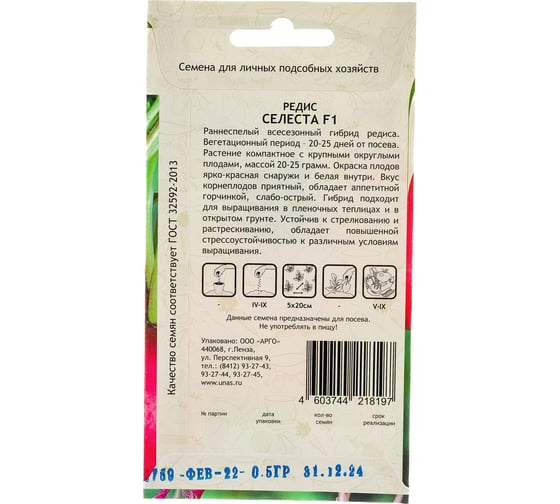 Семена для личных подсобных хозяйств
РЕДИС
СЕЛЕСТА F1
Раннеспелый всесезонный гибрид редиса.
Вегетационный период - 20-25 дней от посева.
Растение компактное с крупными округлыми
плодами, массой 20-25 грамм. Окраска плодов
ярко-красная снаружи и белая внутри. Вкус
корнеплодов приятный, обладает аппетитной
горчинкой, слабо-острый. Гибрид подходит
для выращивания в пленочных теплицах и в
открытом грунте. Устойчив к стрелкованию и
растрескиванию, обладает повышенной
стрессоустойчивостью к различным условиям
выращивания.
- IV-IX 5х20см - V-IX
Данные семена предназначены для посева.
Не употреблять в пищу!
Упаковано: ООО «АРГО»
440068, г.Пенза,
ул. Перспективная 9,
тел.: (8412) 93-27-43,
93-27-44, 93-27-45,
www.unas.ru
4 603744 218197
№ партии дата упаковки кол-во семян срок реализации
1789 -ФЕВ-22- 0.5ГР 31.12.24
Качество семян соответствует ГОСТ 32592-2013